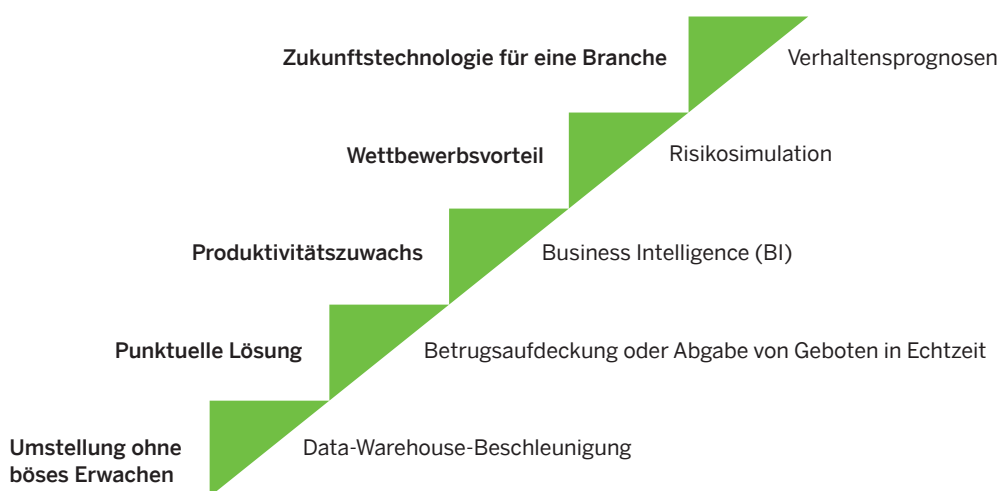 Zukunftstechnologie für eine Branche
Verhaltensprognosen
Wettbewerbsvorteil
Risikosimulation
Produktivitätszuwachs
Business Intelligence (BI)
Punktuelle Lösung
Betrugsaufdeckung oder Abgabe von Geboten in Echtzeit
Umstellung ohne
böses Erwachen
Data-Warehouse-Beschleunigung